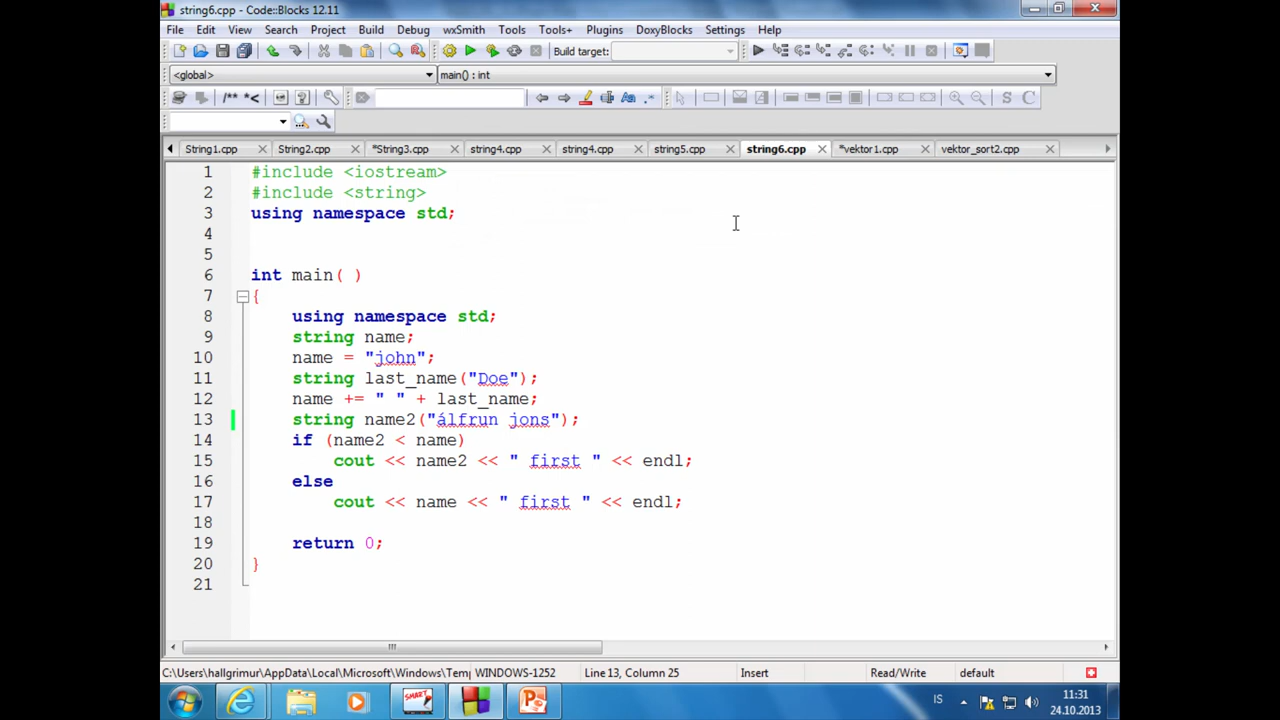 string6.cpp - Code::Blocks 12.11
File Edit View Search Project Build Debug wxSmith Tools Tools+ Plugins DoxyBlocks Settings Help
Build target:
<global> main() : int
/** *<
String1.cpp String2.cpp *String3.cpp string4.cpp string4.cpp string5.cpp string6.cpp *vektor1.cpp vektor_sort2.cpp
1 #include <iostream>
2 #include <string>
3 using namespace std;
4
5
6 int main( )
7 {
8 using namespace std;
9 string name;
10 name = "john";
11 string last_name("Doe");
12 name += " " + last_name;
13 string name2("álfrun jons");
14 if (name2 < name)
15 cout << name2 << " first " << endl;
16 else
17 cout << name << " first " << endl;
18
19 return 0;
20 }
21
C:\Users\hallgrimur/AppData\Local\Microsoft\Windows\Temp WINDOWS-1252 Line 13, Column 25 Insert Read/Write default
SMART IS 11:31
24.10.2013